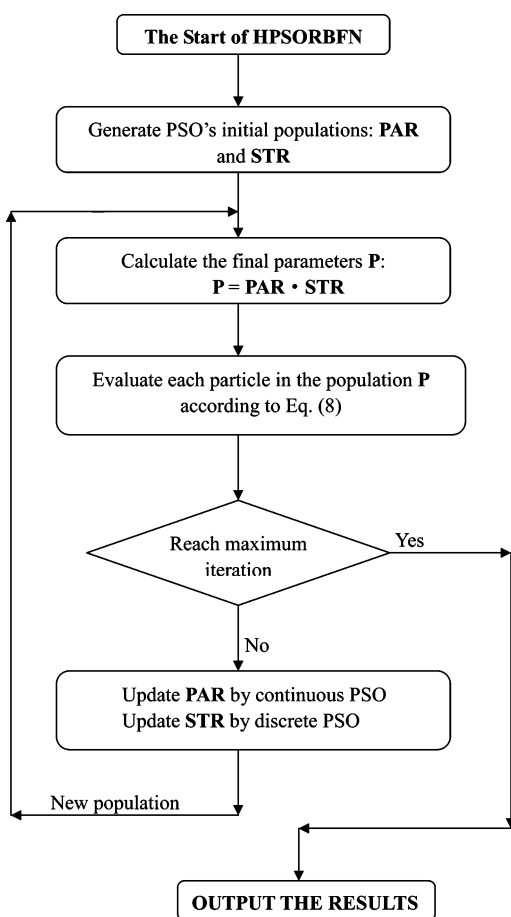 The Start of HPSORBFN
Generate PSO's initial populations: PAR
and STR
Calculate the final parameters P:
P = PAR • STR
Evaluate each particle in the population P
according to Eq. (8)
Reach maximum
iteration
Yes
No
Update PAR by continuous PSO
Update STR by discrete PSO
New population
OUTPUT THE RESULTS